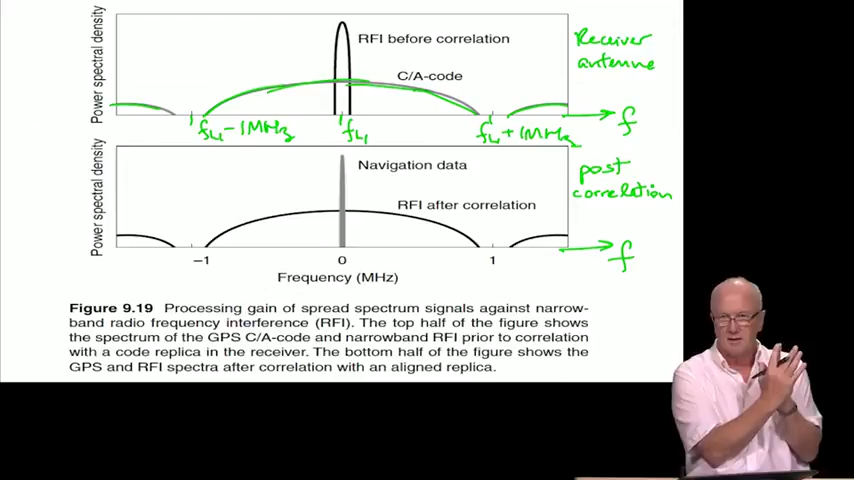 Power spectral density
RFI before correlation
C/A-code
Receiver
antenne
f
fL1-1MHz
fL1
fL1+1MHz
Power spectral density
Navigation data
RFI after correlation
post
correlation
f
-1
0
1
Frequency (MHz)
Figure 9.19 Processing gain of spread spectrum signals against narrow-
band radio frequency interference (RFI). The top half of the figure shows
the spectrum of the GPS C/A-code and narrowband RFI prior to correlation
with a code replica in the receiver. The bottom half of the figure shows the
GPS and RFI spectra after correlation with an aligned replica.